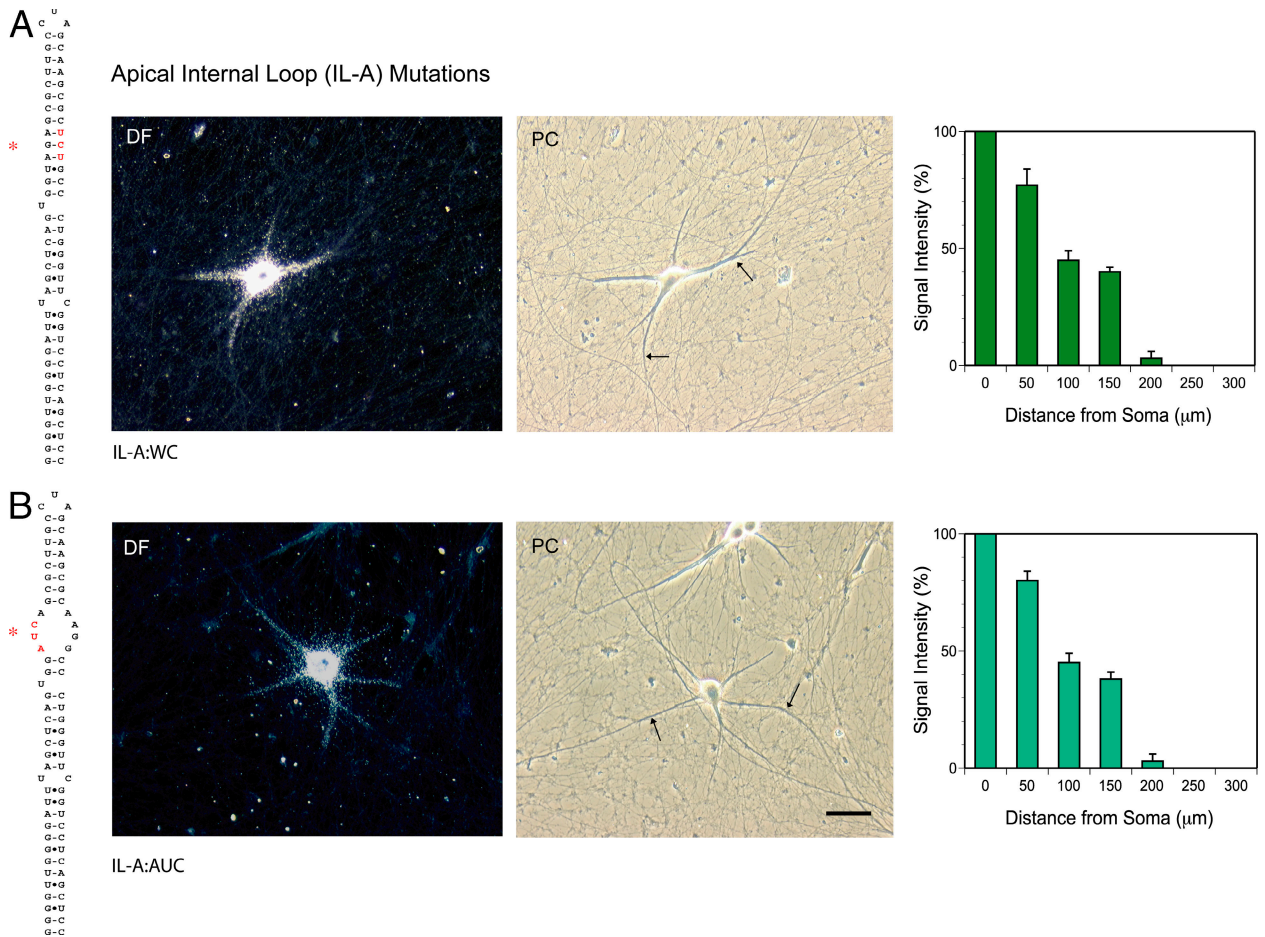 A
U
C A
C-G
G-C
U-A
U-A
C-G
G-C
C-G
G-C
A-U
* G-C
A-U
U•G
G-C
G-C
U
G-C
A-U
C-G
U•G
C-G
G•U
A-U
U C
U•G
U•G
A-U
G-C
G-C
G•U
G-C
U-A
U•G
G-C
G•U
G-C
G-C
Apical Internal Loop (IL-A) Mutations
DF
PC
IL-A:WC
Signal Intensity (%)
100
50
0
0 50 100 150 200 250 300
Distance from Soma (μm)
B
U
C A
C-G
G-C
U-A
U-A
C-G
G-C
C-G
G-C
A A
C A
* U G
A G
G-C
G-C
U
G-C
A-U
C-G
U•G
C-G
G•U
A-U
U C
U•G
U•G
A-U
G-C
G-C
G•U
G-C
U-A
U•G
G-C
G•U
G-C
G-C
DF
PC
IL-A:AUC
Signal Intensity (%)
100
50
0
0 50 100 150 200 250 300
Distance from Soma (μm)